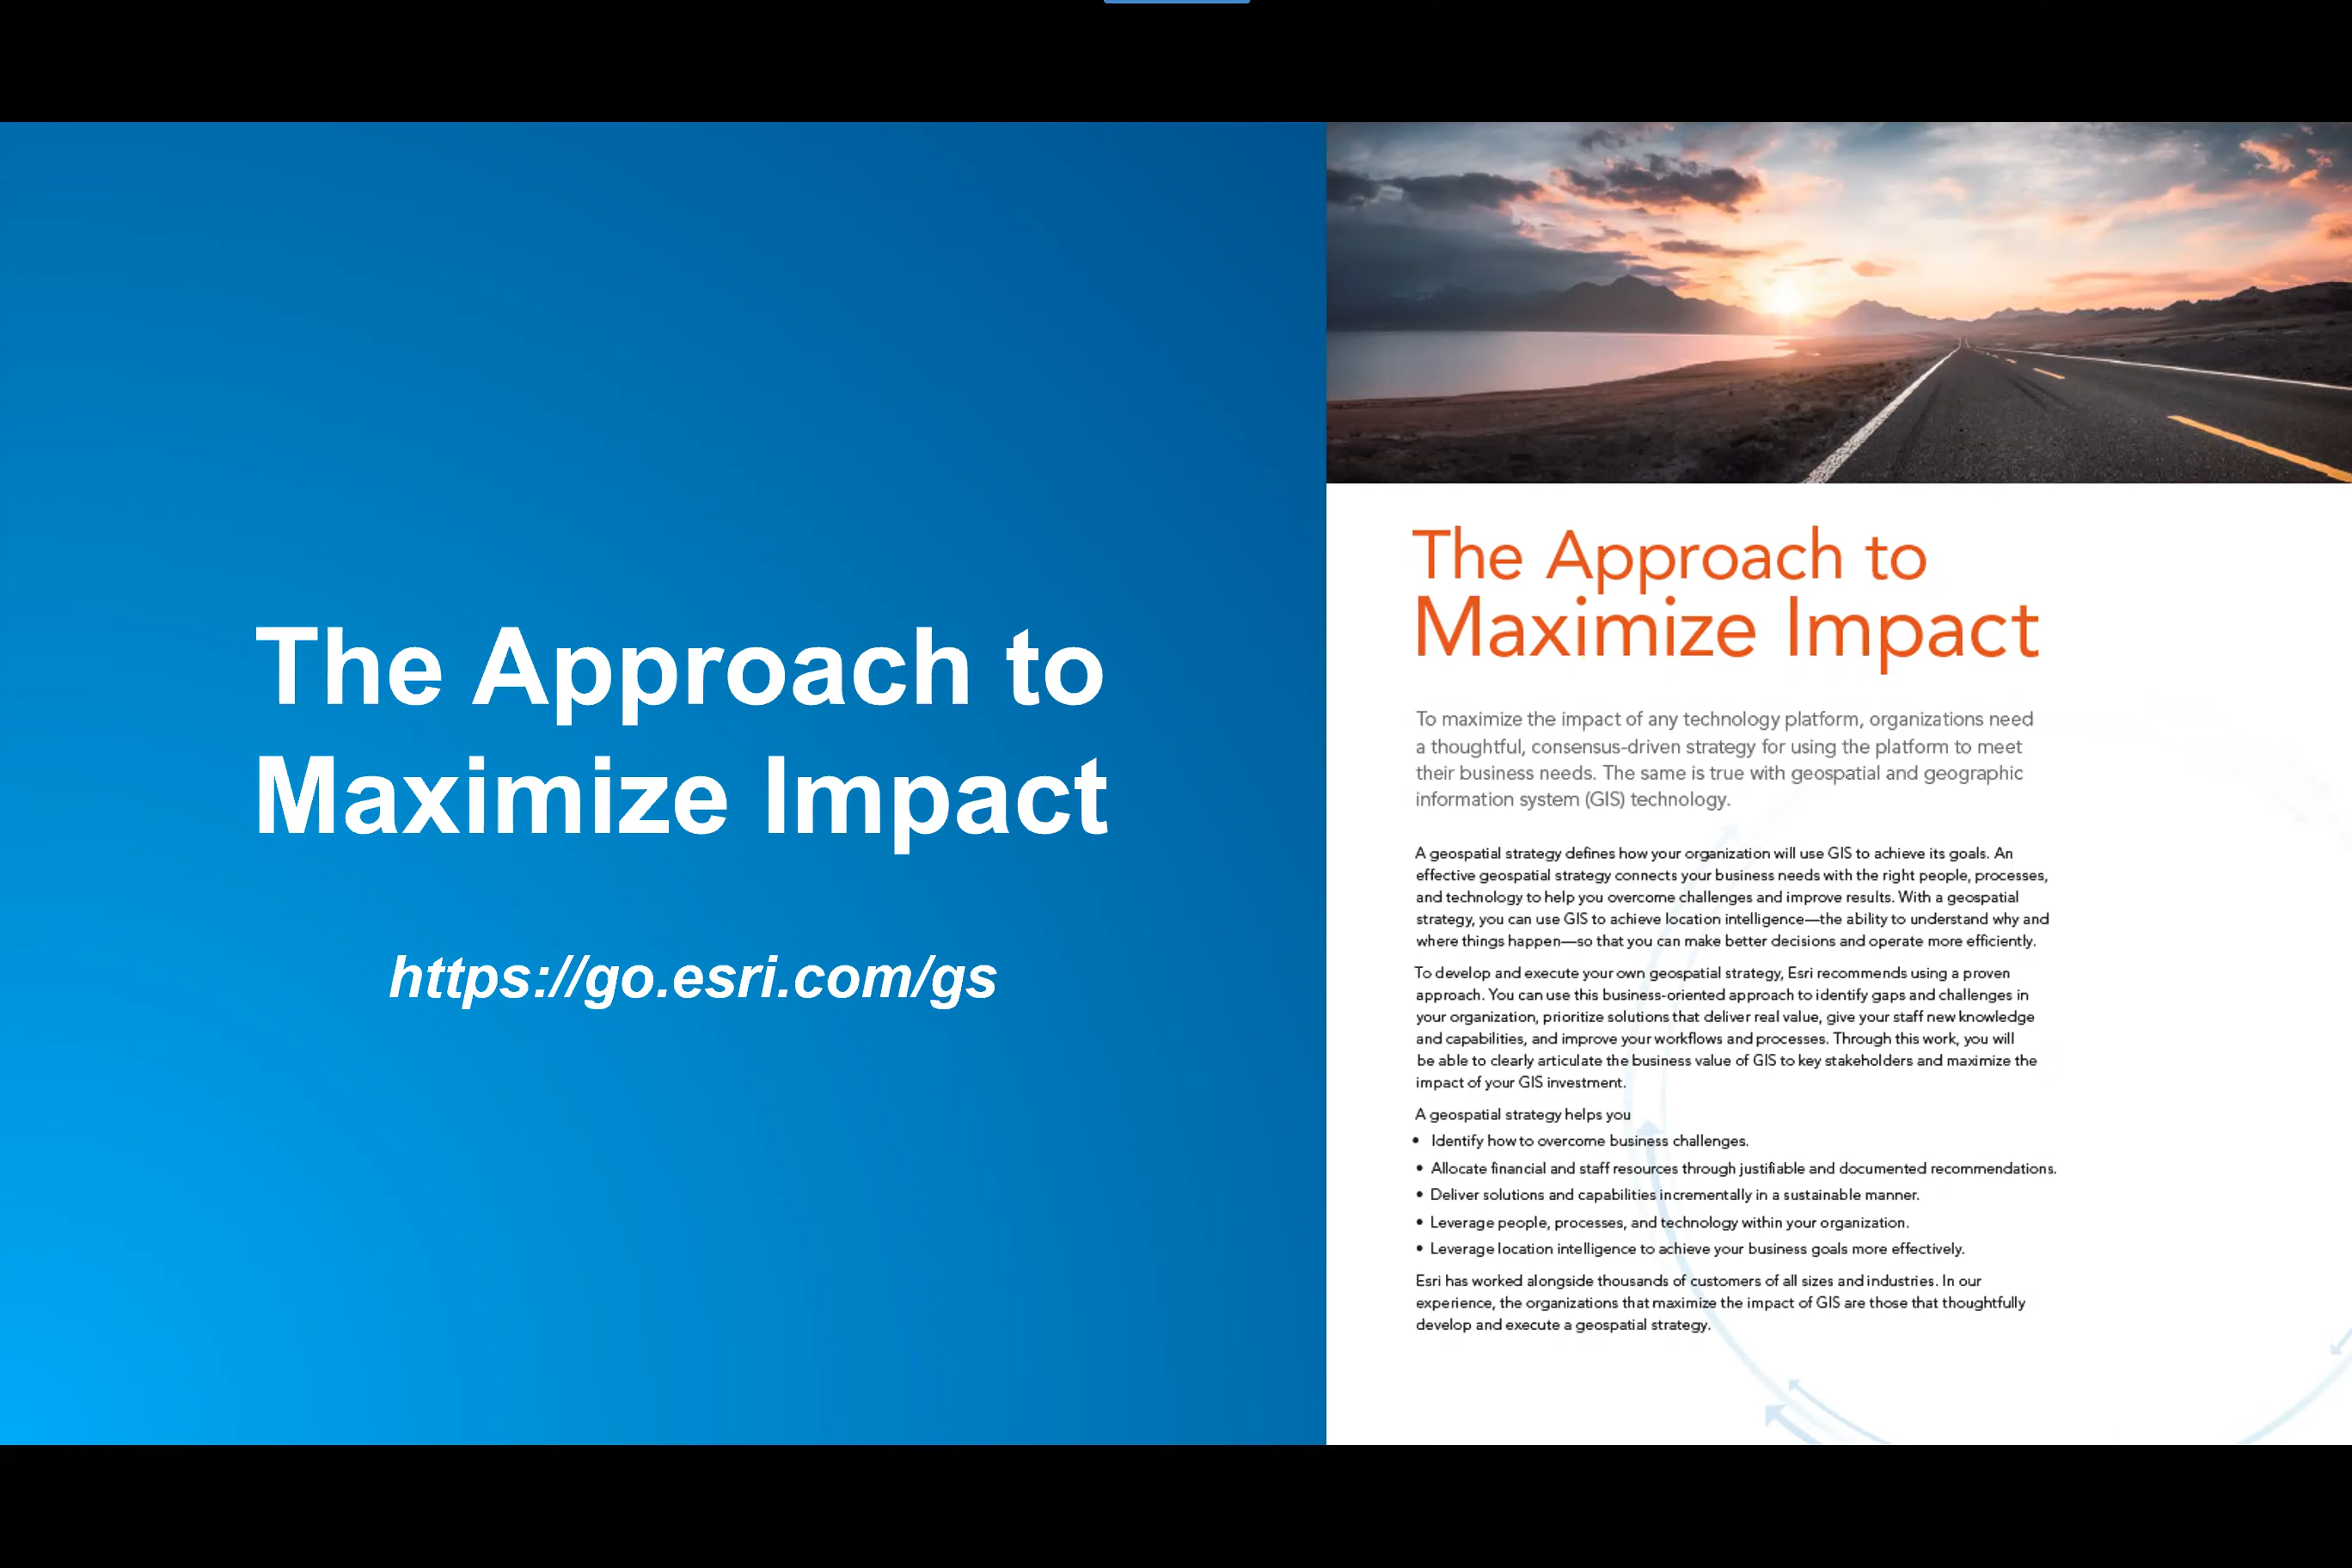 The Approach to
Maximize Impact
https://go.esri.com/gs
The Approach to
Maximize Impact
To maximize the impact of any technology platform, organizations need
a thoughtful, consensus-driven strategy for using the platform to meet
their business needs. The same is true with geospatial and geographic
information system (GIS) technology.
A geospatial strategy defines how your organization will use GIS to achieve its goals. An
effective geospatial strategy connects your business needs with the right people, processes,
and technology to help you overcome challenges and improve results. With a geospatial
strategy, you can use GIS to achieve location intelligence—the ability to understand why and
where things happen—so that you can make better decisions and operate more efficiently.
To develop and execute your own geospatial strategy, Esri recommends using a proven
approach. You can use this business-oriented approach to identify gaps and challenges in
your organization, prioritize solutions that deliver real value, give your staff new knowledge
and capabilities, and improve your workflows and processes. Through this work, you will
be able to clearly articulate the business value of GIS to key stakeholders and maximize the
impact of your GIS investment.
A geospatial strategy helps you
• Identify how to overcome business challenges.
• Allocate financial and staff resources through justifiable and documented recommendations.
• Deliver solutions and capabilities incrementally in a sustainable manner.
• Leverage people, processes, and technology within your organization.
• Leverage location intelligence to achieve your business goals more effectively.
Esri has worked alongside thousands of customers of all sizes and industries. In our
experience, the organizations that maximize the impact of GIS are those that thoughtfully
develop and execute a geospatial strategy.